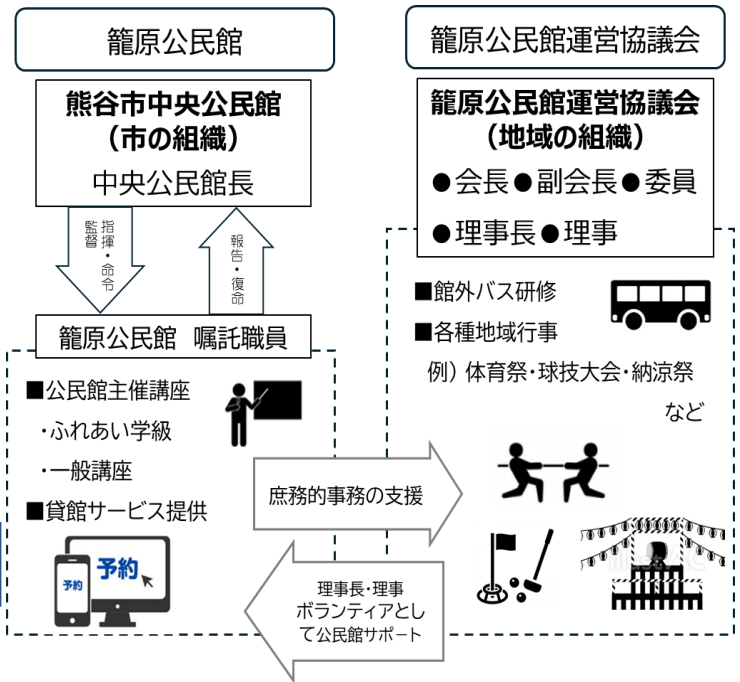 籠原公民館
熊谷市中央公民館
（市の組織）
中央公民館長
指揮・命令
監督
報告・復命
籠原公民館　嘱託職員
■公民館主催講座
・ふれあい学級
・一般講座
■貸館サービス提供
予約
予約
籠原公民館運営協議会
籠原公民館運営協議会
（地域の組織）
●会長●副会長●委員
●理事長●理事
■館外バス研修
■各種地域行事
例）体育祭・球技大会・納涼祭
など
庶務的事務の支援
理事長・理事
ボランティアとし
て公民館サポート